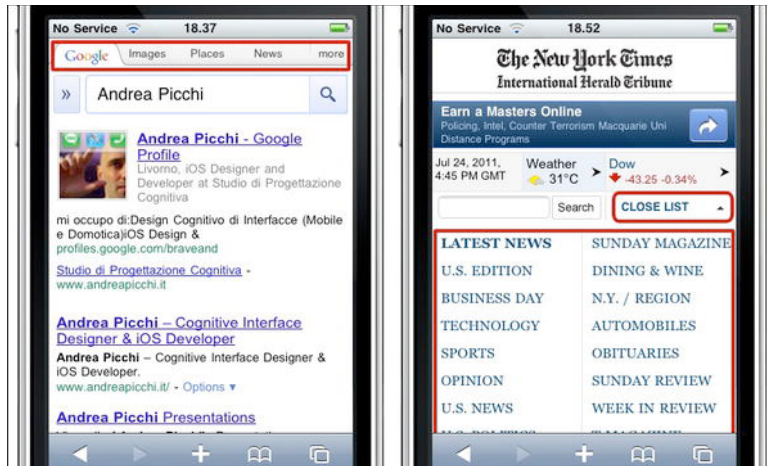 No Service 18.37
Google Images Places News more
» Andrea Picchi
Andrea Picchi - Google
Profile
Livorno, iOS Designer and
Developer at Studio di Progettazione
Cognitiva
mi occupo di:Design Cognitivo di Interfacce (Mobile
e Domotica)iOS Design &
profiles.google.com/braveand
Studio di Progettazione Cognitiva -
www.andreapicchi.it
Andrea Picchi – Cognitive Interface
Designer & iOS Developer
Andrea Picchi – Cognitive Interface Designer &
iOS Developer.
www.andreapicchi.it/ - Options ▼
Andrea Picchi Presentations
No Service 18.52
The New York Times
International Herald Tribune
Earn a Masters Online
Policing, Intel, Counter Terrorism Macquarie Uni
Distance Programs
Jul 24, 2011,
4:45 PM GMT
Weather
31°C
Dow
-43.25 -0.34%
Search
CLOSE LIST
LATEST NEWS SUNDAY MAGAZINE
U.S. EDITION DINING & WINE
BUSINESS DAY N.Y. / REGION
TECHNOLOGY AUTOMOBILES
SPORTS OBITUARIES
OPINION SUNDAY REVIEW
U.S. NEWS WEEK IN REVIEW